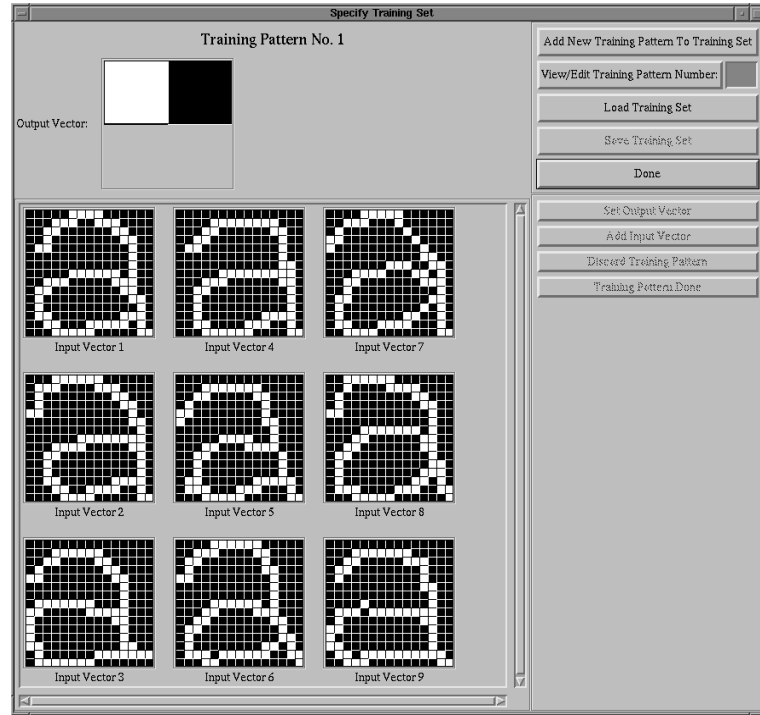 Specify Training Set
Training Pattern No. 1
Output Vector:
Add New Training Pattern To Training Set
View/Edit Training Pattern Number:
Load Training Set
Save Training Set
Done
Set Output Vector
Add Input Vector
Discard Training Pattern
Training Pattern Done
Input Vector 1
Input Vector 4
Input Vector 7
Input Vector 2
Input Vector 5
Input Vector 8
Input Vector 3
Input Vector 6
Input Vector 9